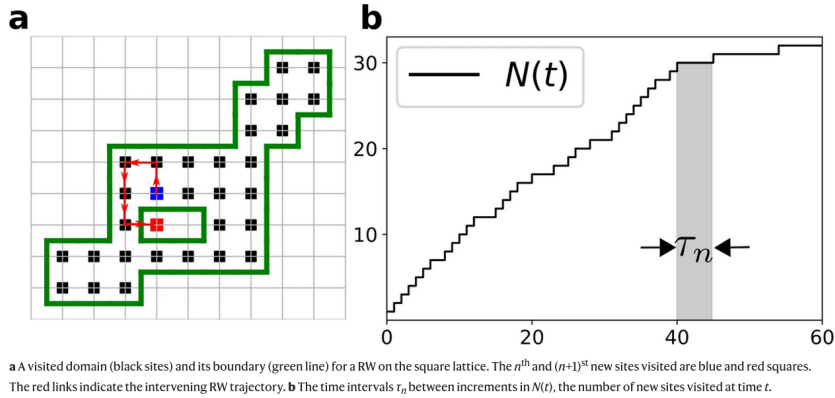 a
b
N(t)
30
20
10
τn
0
20
40
60
a A visited domain (black sites) and its boundary (green line) for a RW on the square lattice. The nth and (n+1)st new sites visited are blue and red squares.
The red links indicate the intervening RW trajectory. b The time intervals τn between increments in N(t), the number of new sites visited at time t.